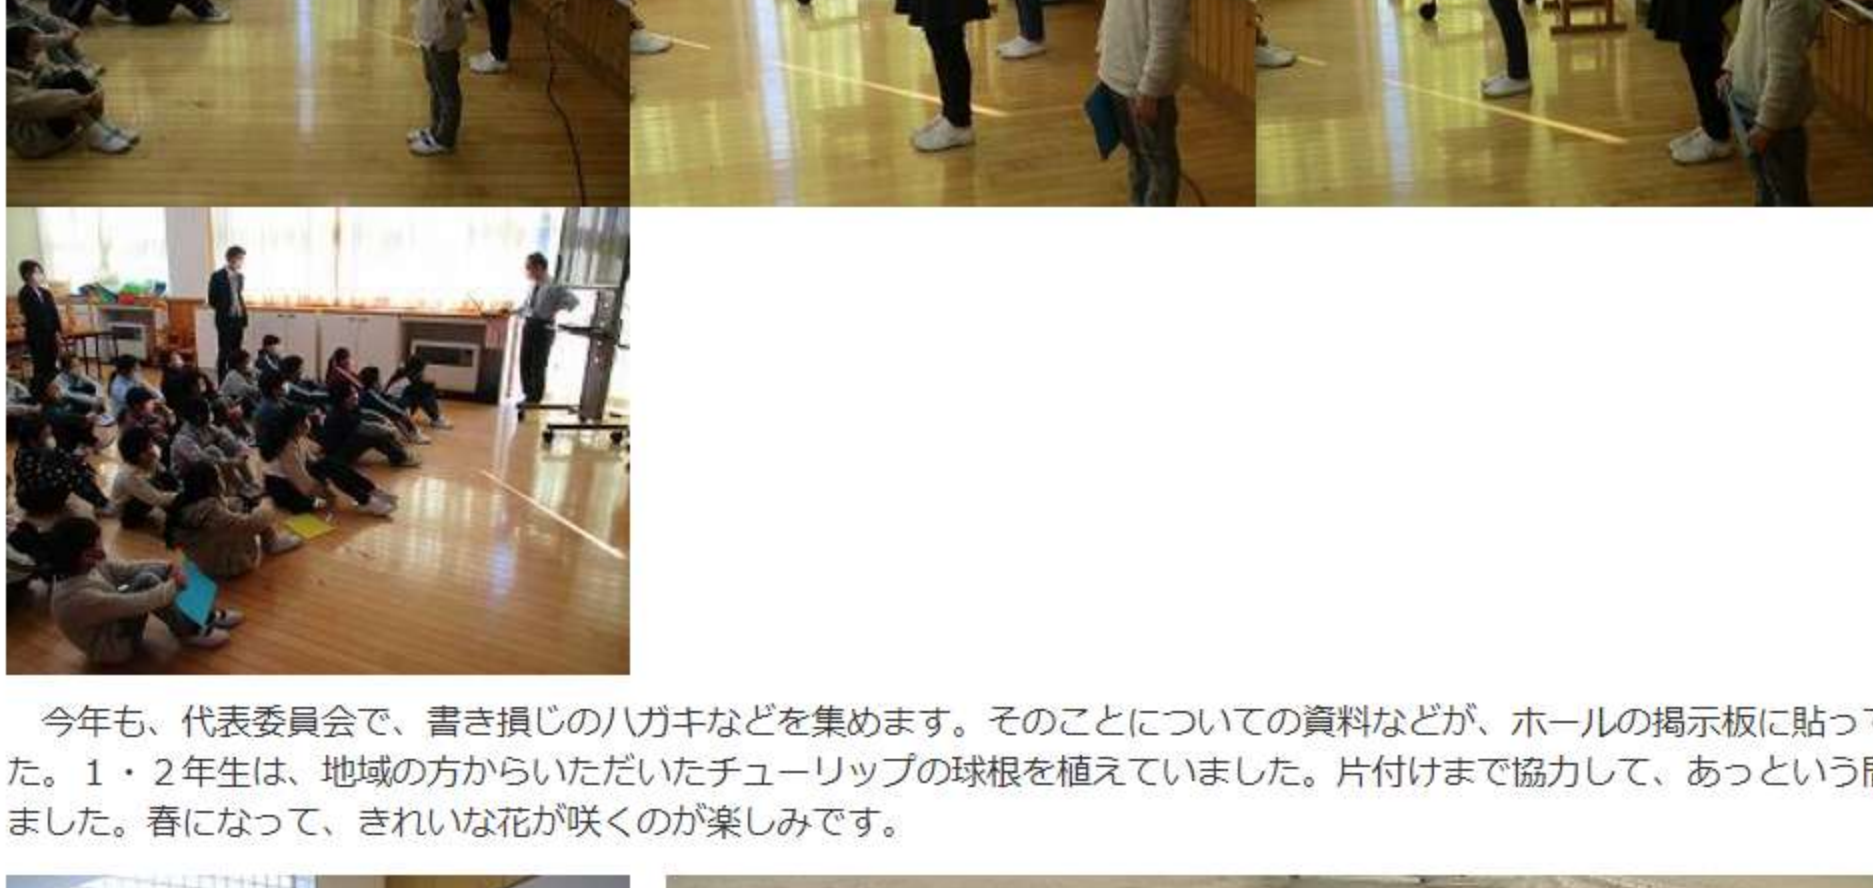 今年も、代表委員会で、書き損じのハガキなどを集めます。そのことについての資料などが、ホールの掲示板に貼って
た。１・２年生は、地域の方からいただいたチューリップの球根を植えていました。片付けまで協力して、あっという間
ました。春になって、きれいな花が咲くのが楽しみです。